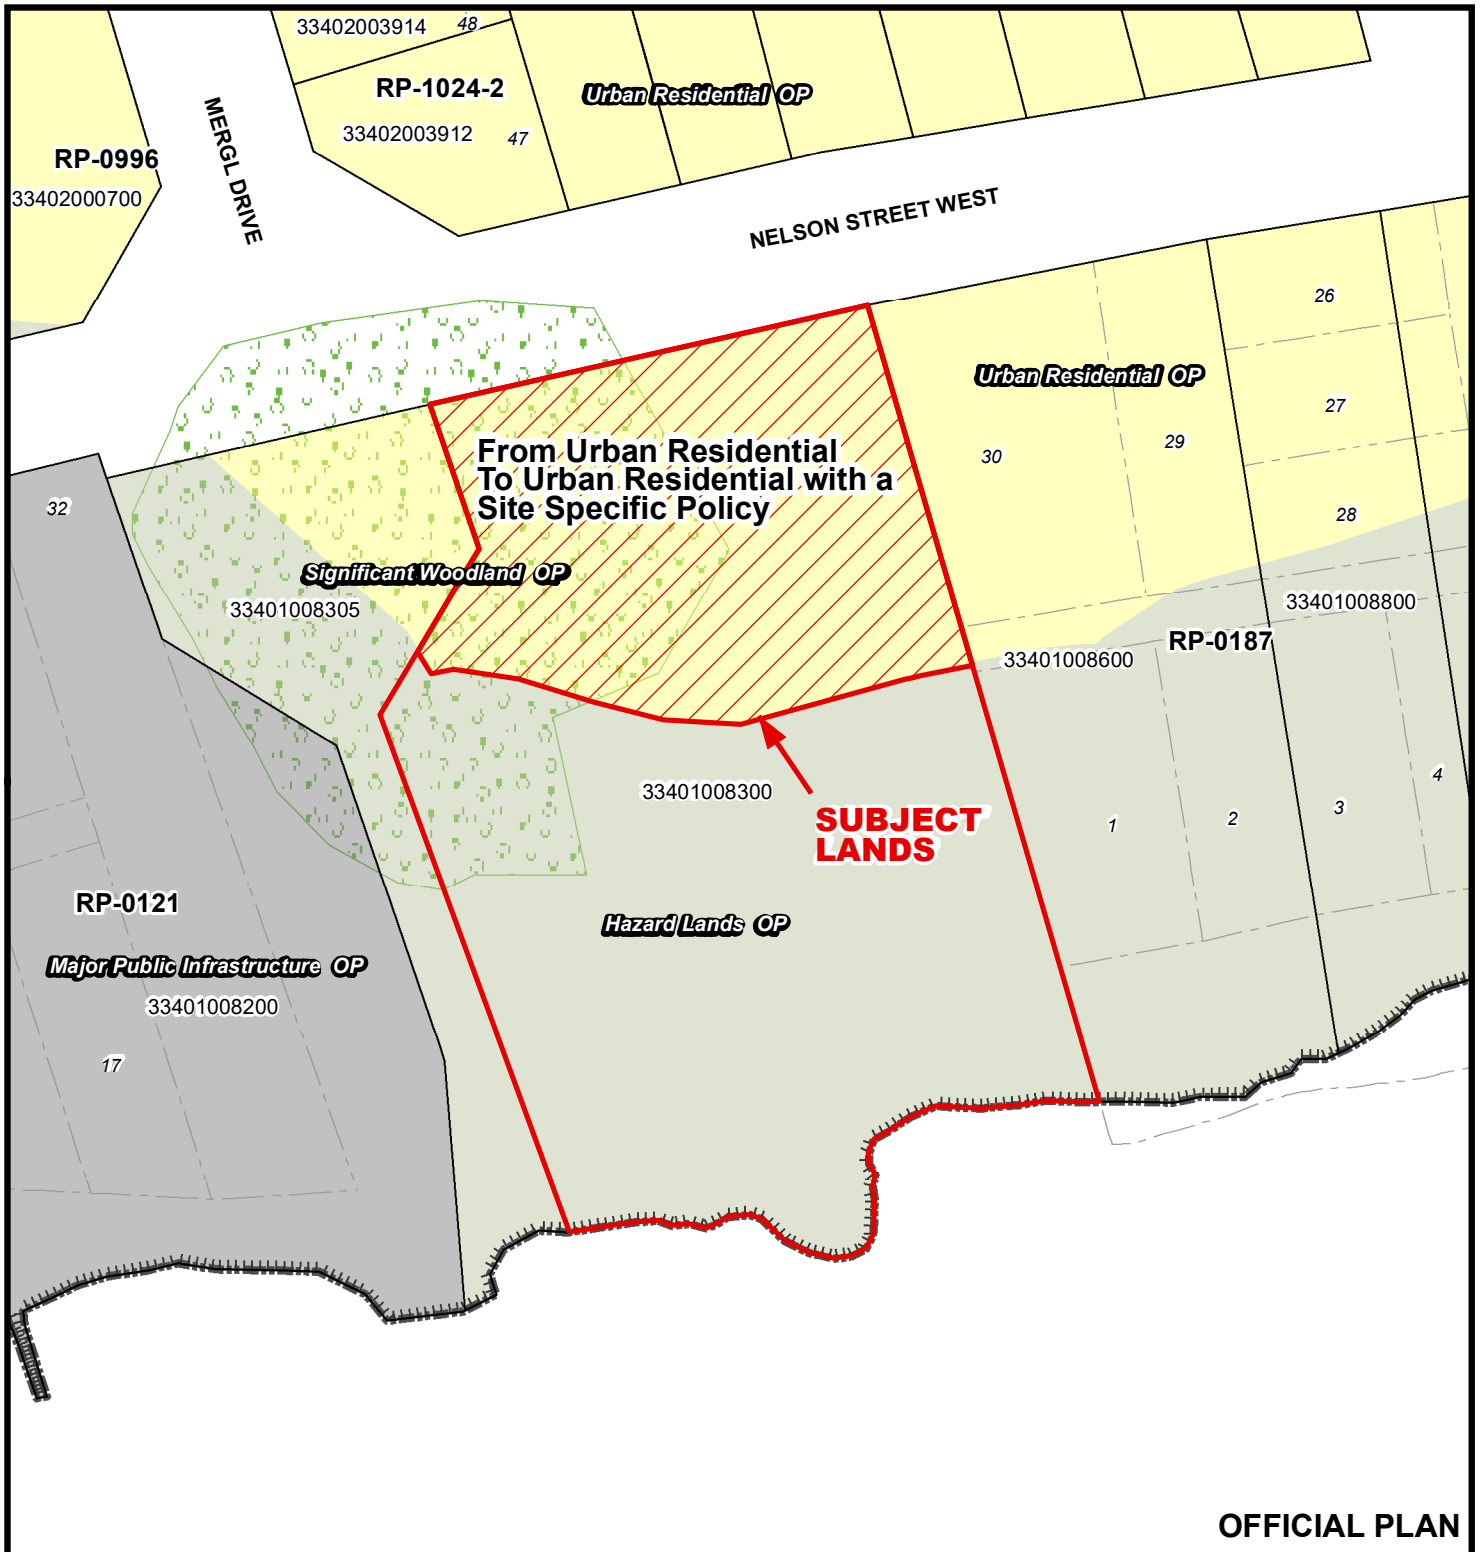 33402003914
48
RP-1024-2
Urban Residential OP
33402003912
47
MERGL DRIVE
RP-0996
33402000700
NELSON STREET WEST
26
Urban Residential OP
27
29
30
From Urban Residential
To Urban Residential with a
Site Specific Policy
32
28
Significant Woodland OP
33401008305
33401008800
RP-0187
33401008600
33401008300
4
3
SUBJECT
LANDS
1
2
RP-0121
Hazard Lands OP
Major Public Infrastructure OP
33401008200
17
OFFICIAL PLAN